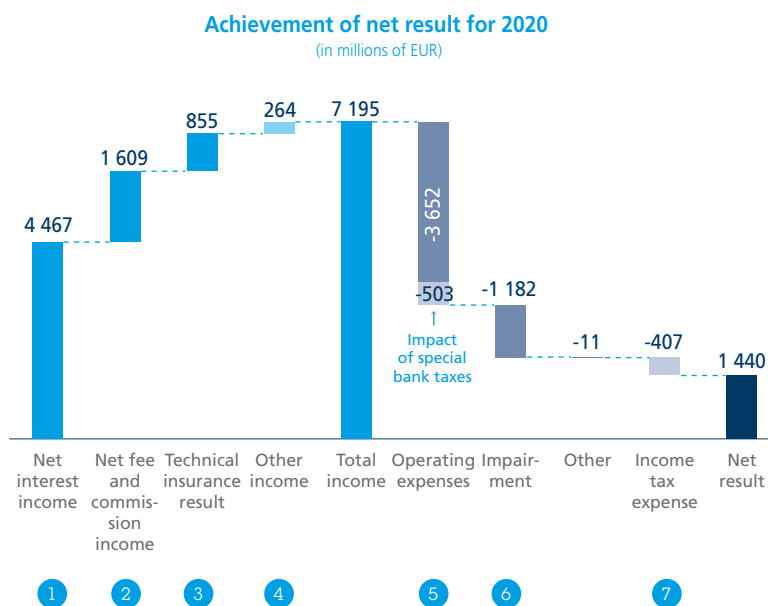 Achievement of net result for 2020
(in millions of EUR)
4 467
1 609
855
264
7 195
-3 652
-503
↑
Impact
of special
bank taxes
-1 182
-11
-407
1 440
Net
interest
income
Net fee
and
commis-
sion
income
Technical
insurance
result
Other
income
Total
income
Operating
expenses
Impair-
ment
Other
Income
tax
expense
Net
result
1
2
3
4
5
6
7